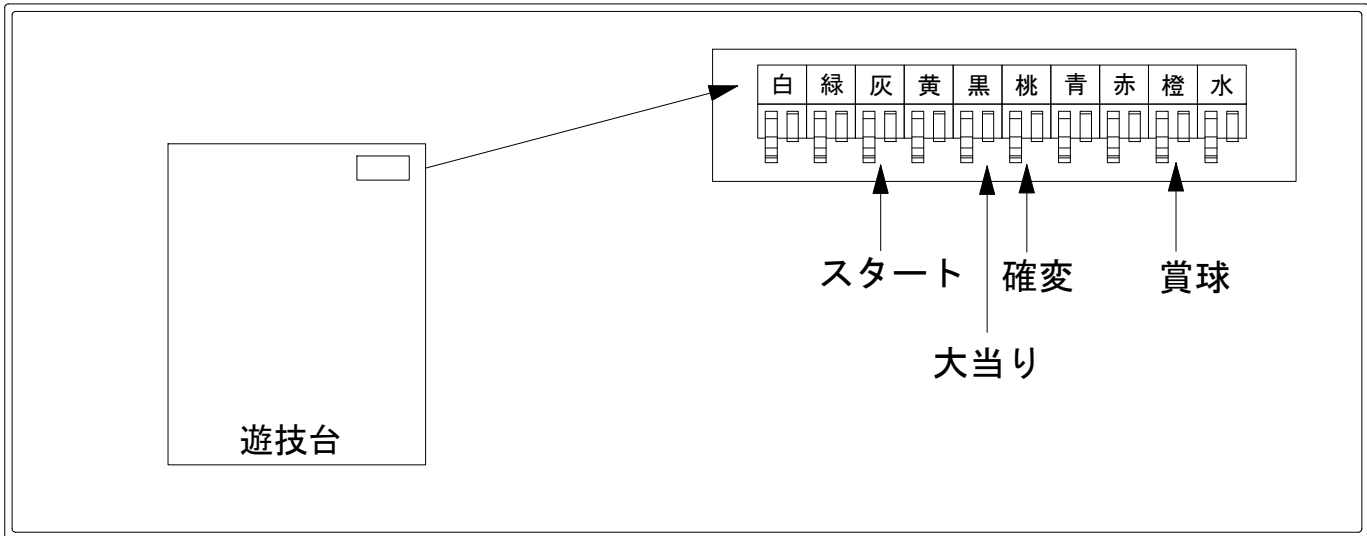 白 緑 灰 黄 黒 桃 青 赤 橙 水
スタート 確変 賞球
大当り
遊技台